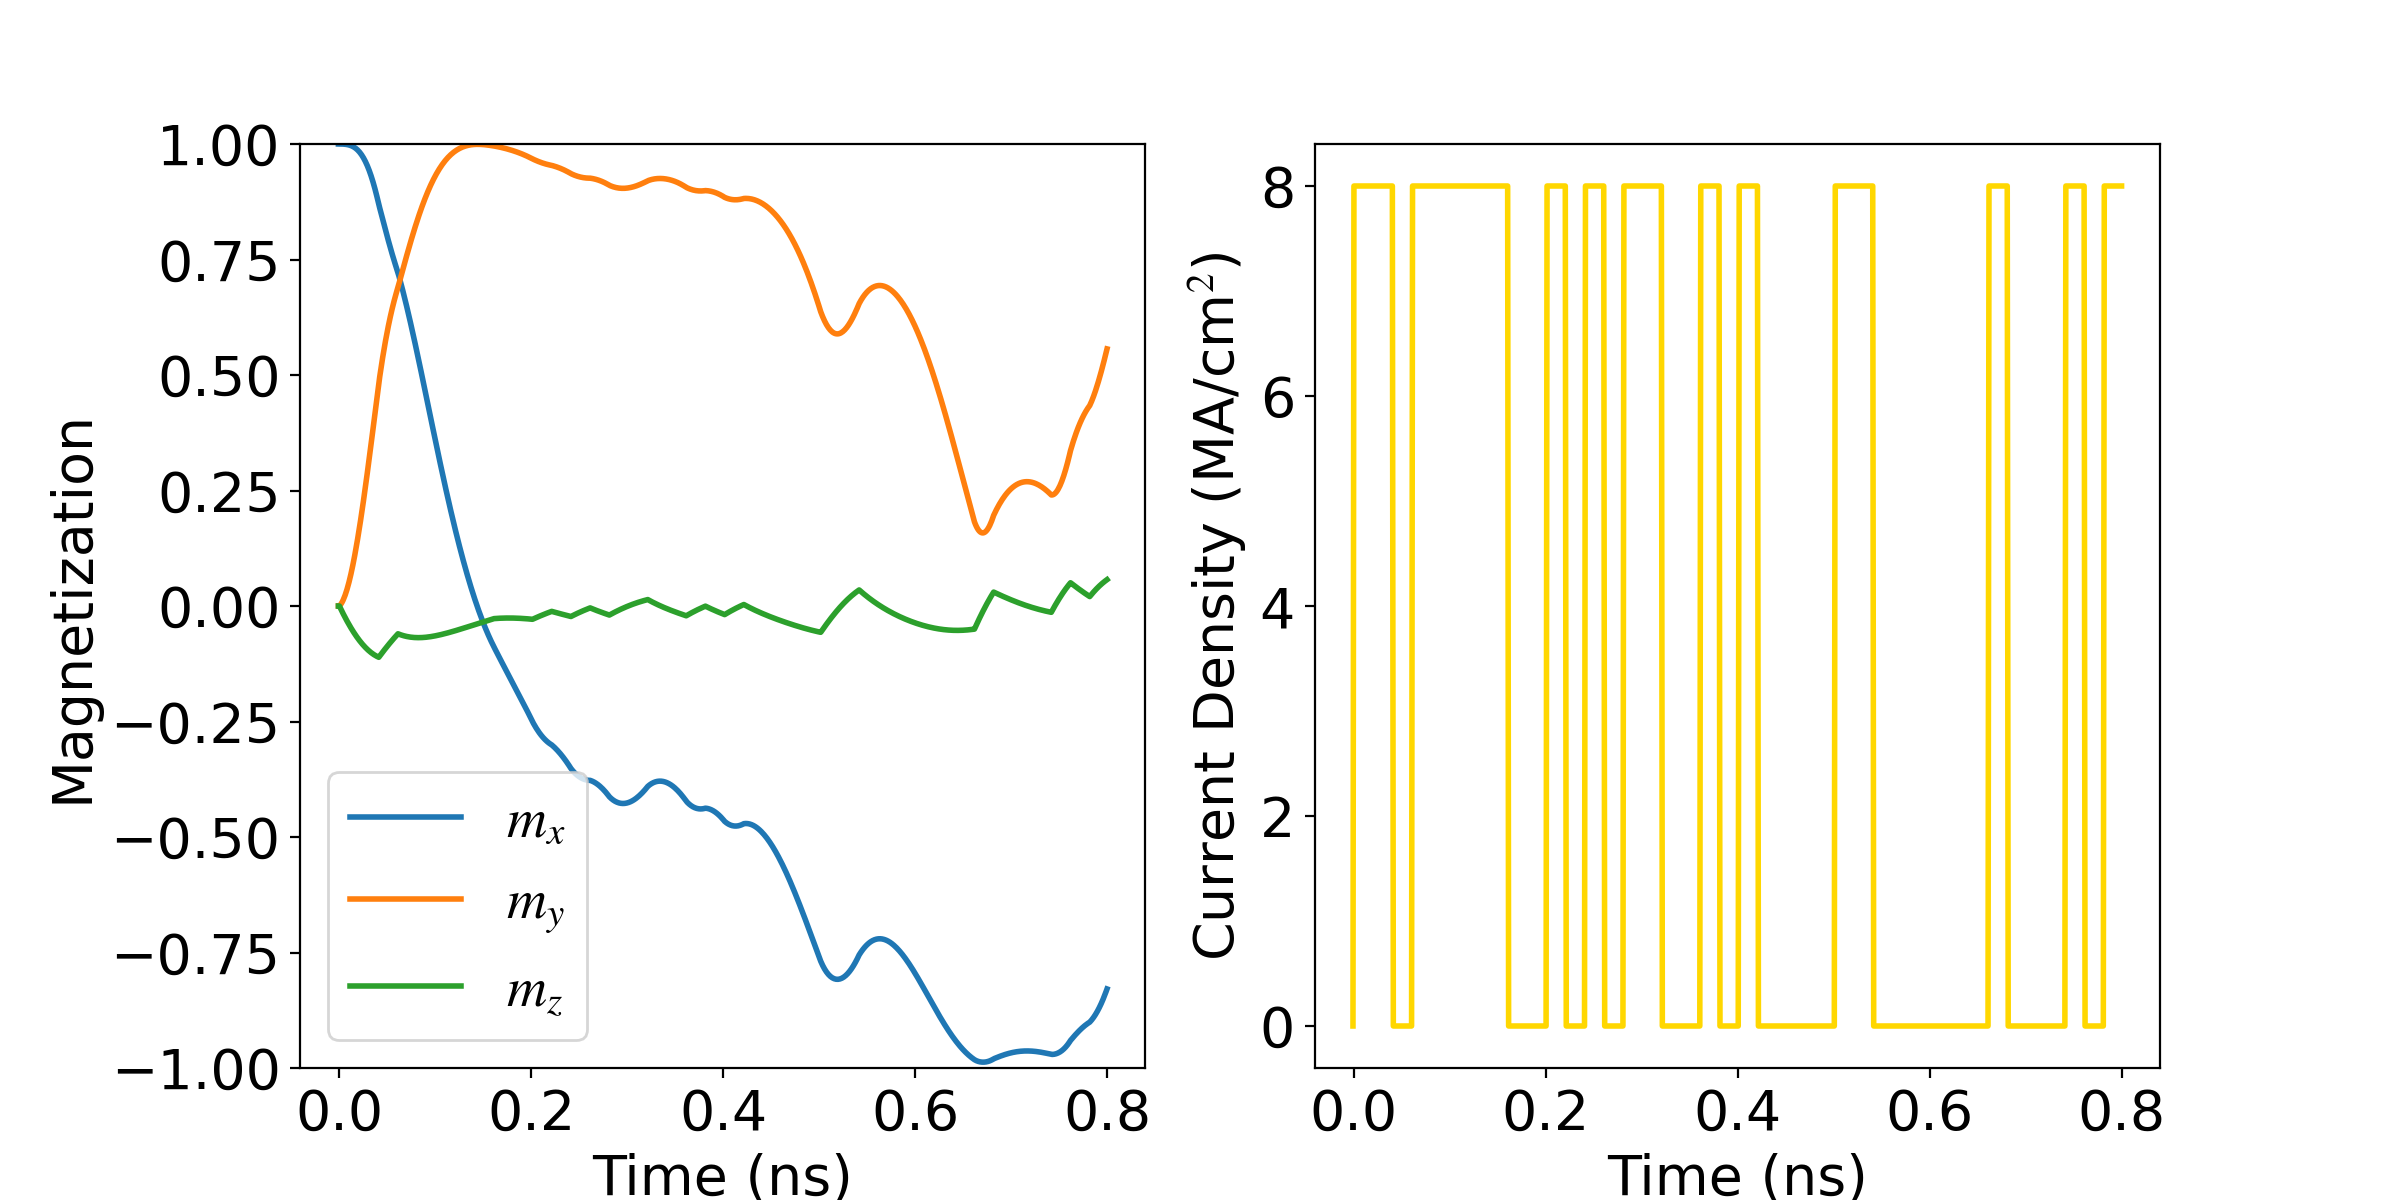 Magnetization
1.00
0.75
0.50
0.25
0.00
−0.25
−0.50
−0.75
−1.00
m_x
m_y
m_z
0.0 0.2 0.4 0.6 0.8
Time (ns)
Current Density (MA/cm²)
8
6
4
2
0
0.0 0.2 0.4 0.6 0.8
Time (ns)